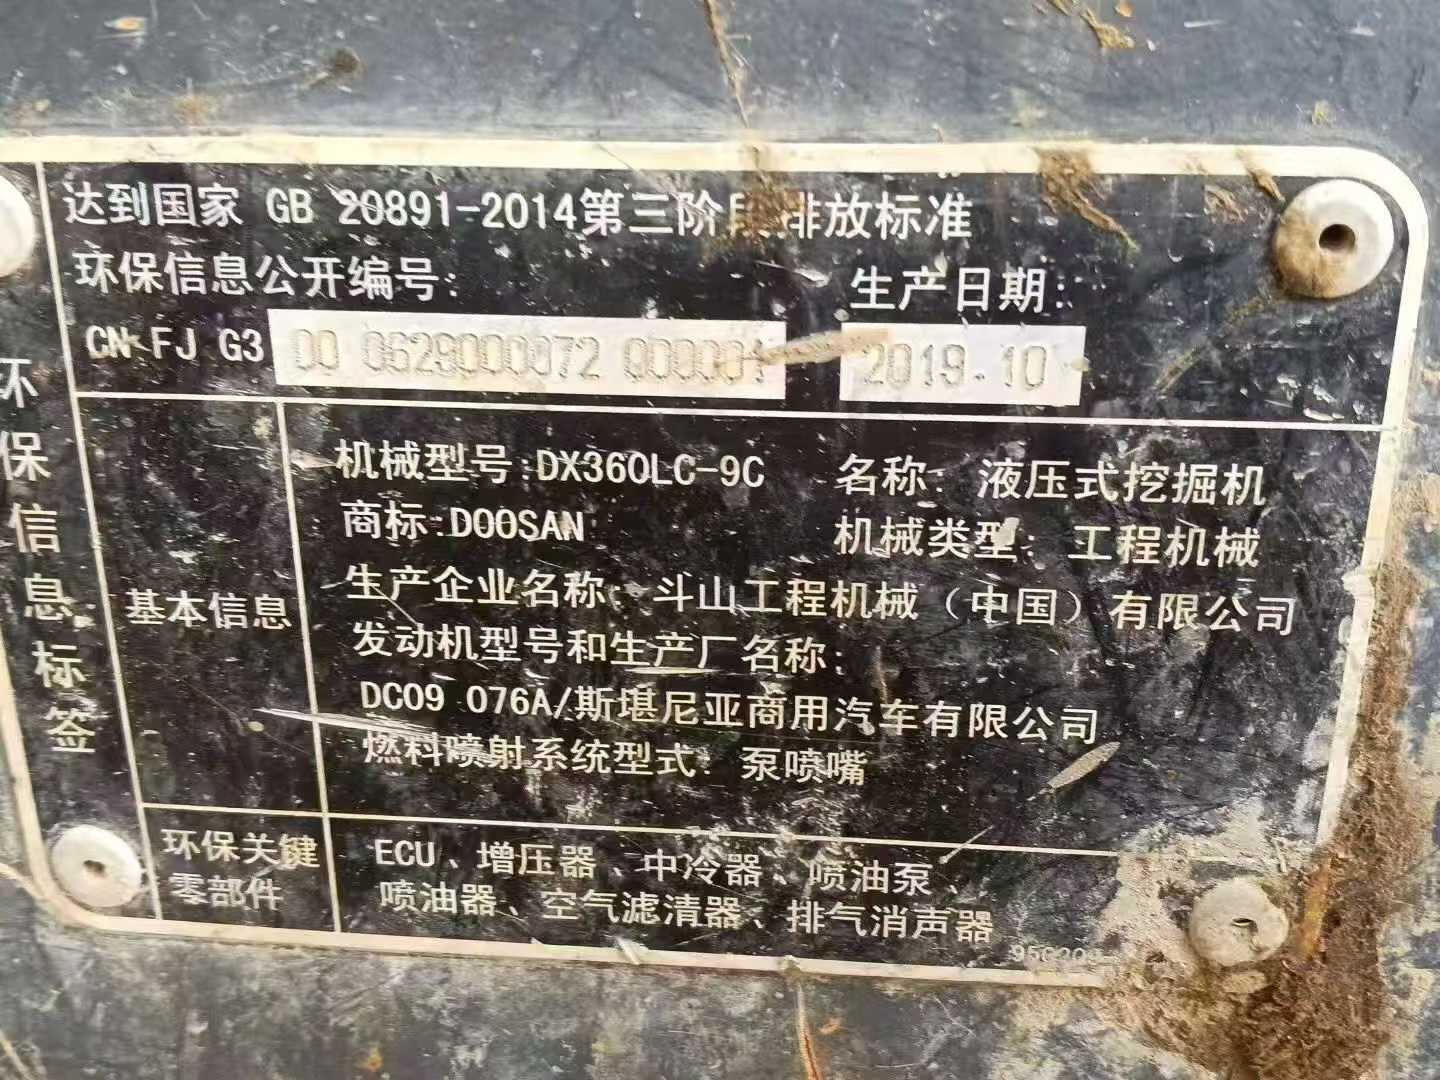 达到国家 GB 20891-2014第三阶段排放标准
环保信息公开编号:
生产日期:
CN FJ G3 00 0629000072 000001
2019.10
环保信息标签
基本信息
机械型号:DX360LC-9C
名称: 液压式挖掘机
商标:DOOSAN
机械类型: 工程机械
生产企业名称: 斗山工程机械(中国)有限公司
发动机型号和生产厂名称:
DC09 076A/斯堪尼亚商用汽车有限公司
燃料喷射系统型式: 泵喷嘴
环保关键
零部件
ECU、增压器、中冷器、喷油泵、
喷油器、空气滤清器、排气消声器